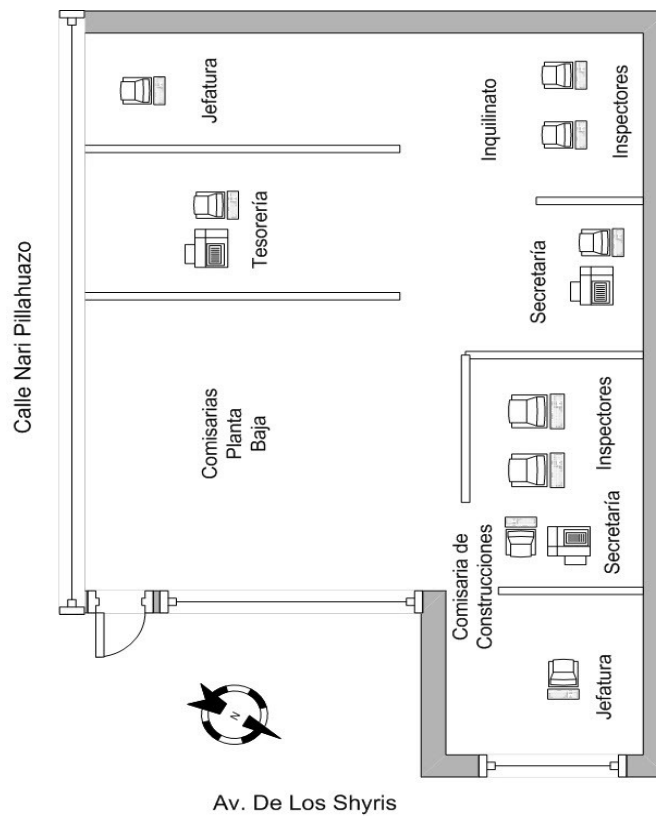 Jefatura
Inquilinato
Inspectores
Tesorería
Secretaría
Calle Nari Pillahuazo
Comisarias
Planta
Baja
Inspectores
Comisaria de
Construcciones
Secretaría
Jefatura
N
Av. De Los Shyris